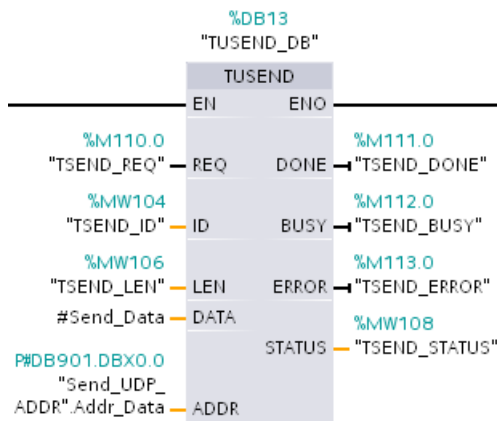 %DB13
"TUSEND_DB"
TUSEND
EN ENO
%M110.0 %M111.0
"TSEND_REQ" REQ DONE "TSEND_DONE"
%MW104 %M112.0
"TSEND_ID" ID BUSY "TSEND_BUSY"
%MW106 %M113.0
"TSEND_LEN" LEN ERROR "TSEND_ERROR"
#Send_Data DATA %MW108
STATUS "TSEND_STATUS"
P#DB901.DBX0.0
"Send_UDP_
ADDR".Addr_Data ADDR